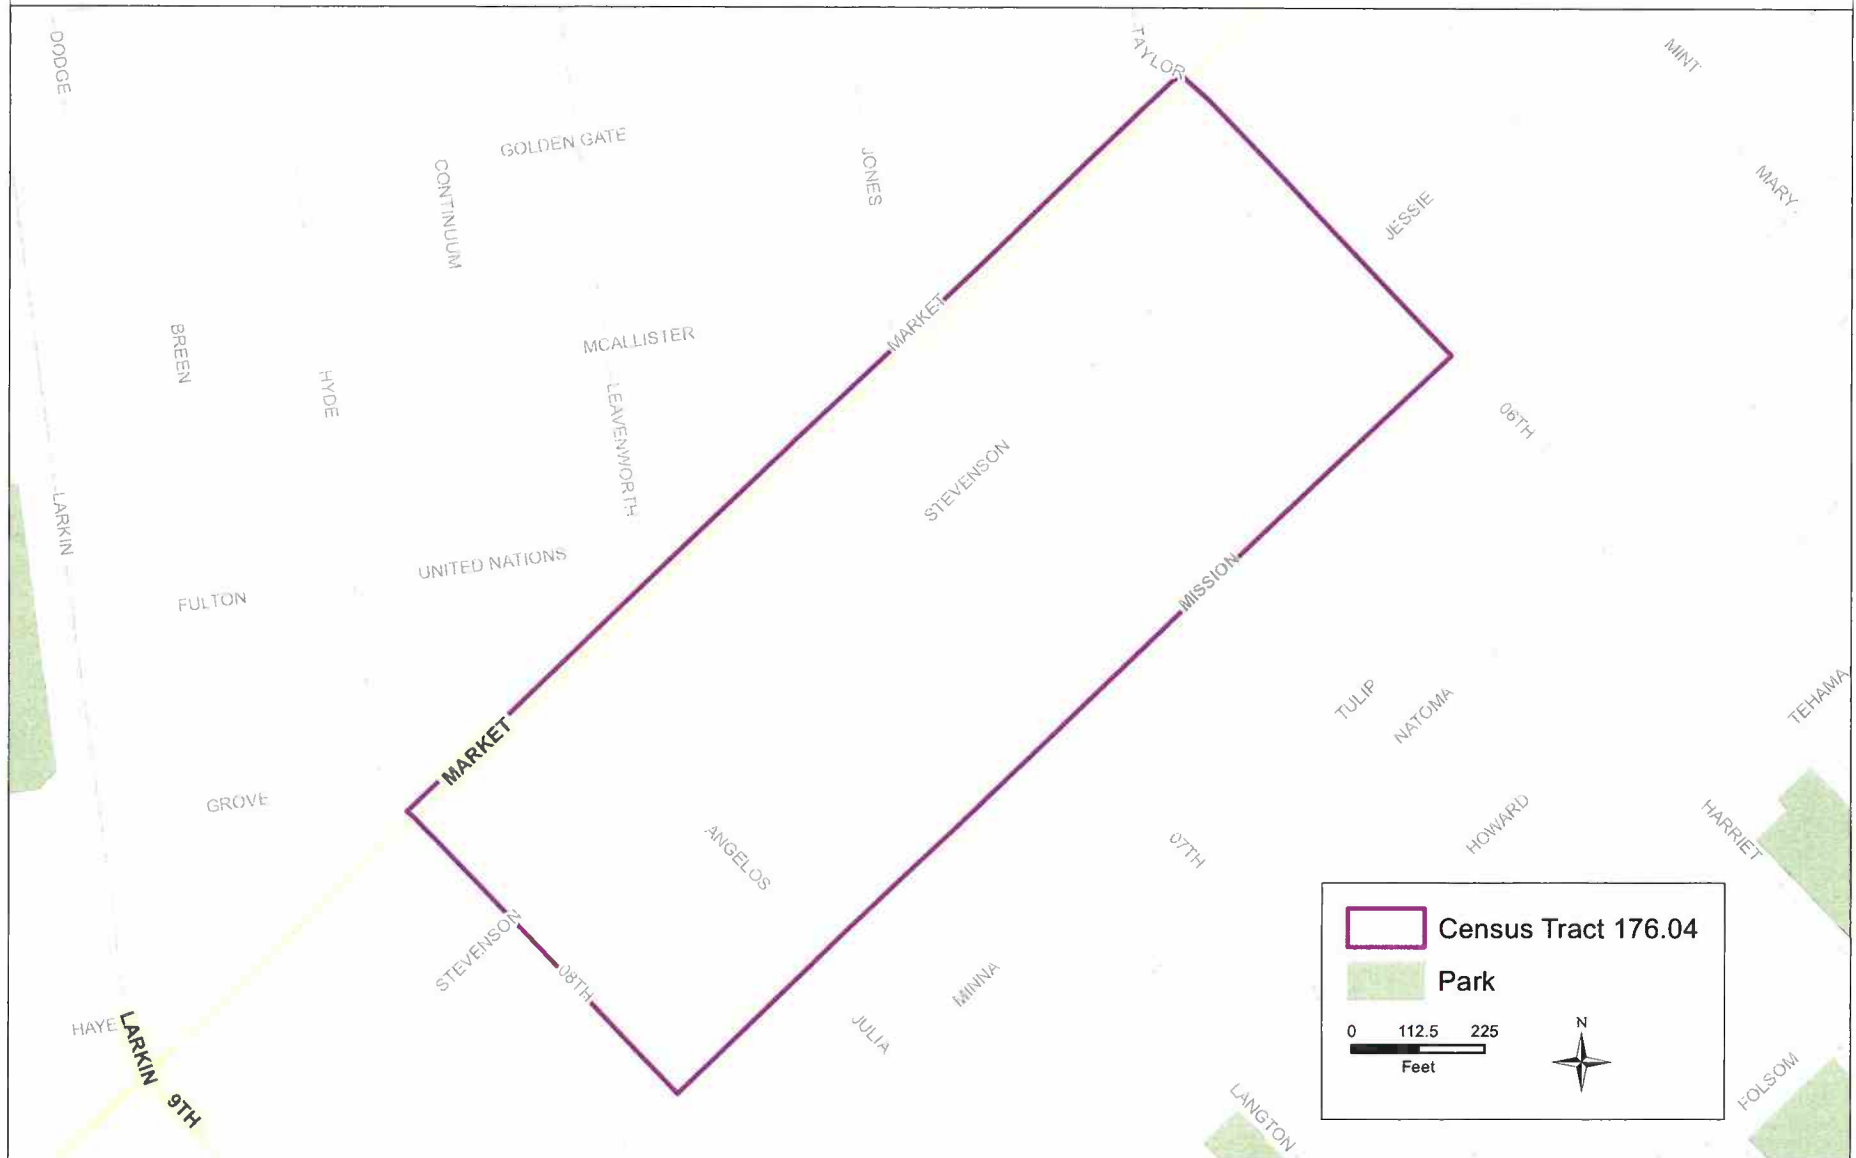 DODGE
TAYLOR
MINT
GOLDEN GATE
CONTINUUM
JONES
MARY
JESSIE
MARKET
BREEN
MCALLISTER
HYDE
LEAVENWORTH
06TH
STEVENSON
LARKIN
UNITED NATIONS
FULTON
MISSION
TULIP
NATOMA
TEHAMA
MARKET
GROVE
ANGELOS
07TH
HOWARD
HARRIET
STEVENSON
08TH
MINNA
JULIA
HAYE
LARKIN
9TH
LANGTON
FOLSOM
Census Tract 176.04
Park
0 112.5 225
Feet
N